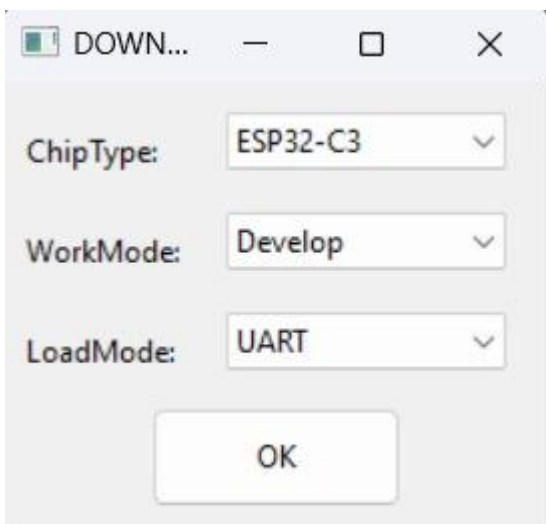 DOWN...
ChipType: ESP32-C3
WorkMode: Develop
LoadMode: UART
OK